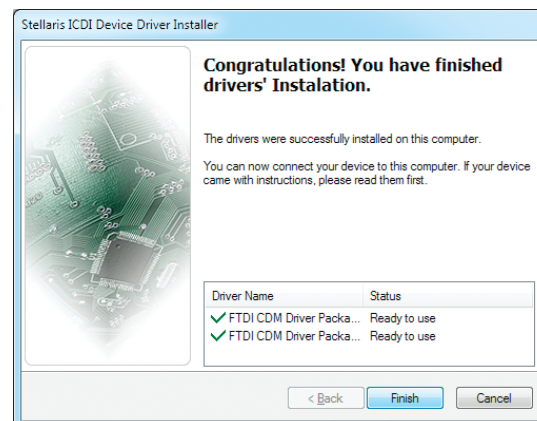 Stellaris ICDI Device Driver Installer
Congratulations! You have finished
drivers' Instalation.
The drivers were successfully installed on this computer.
You can now connect your device to this computer. If your device
came with instructions, please read them first.
Driver Name Status
FTDI CDM Driver Packa... Ready to use
FTDI CDM Driver Packa... Ready to use
< Back Finish Cancel